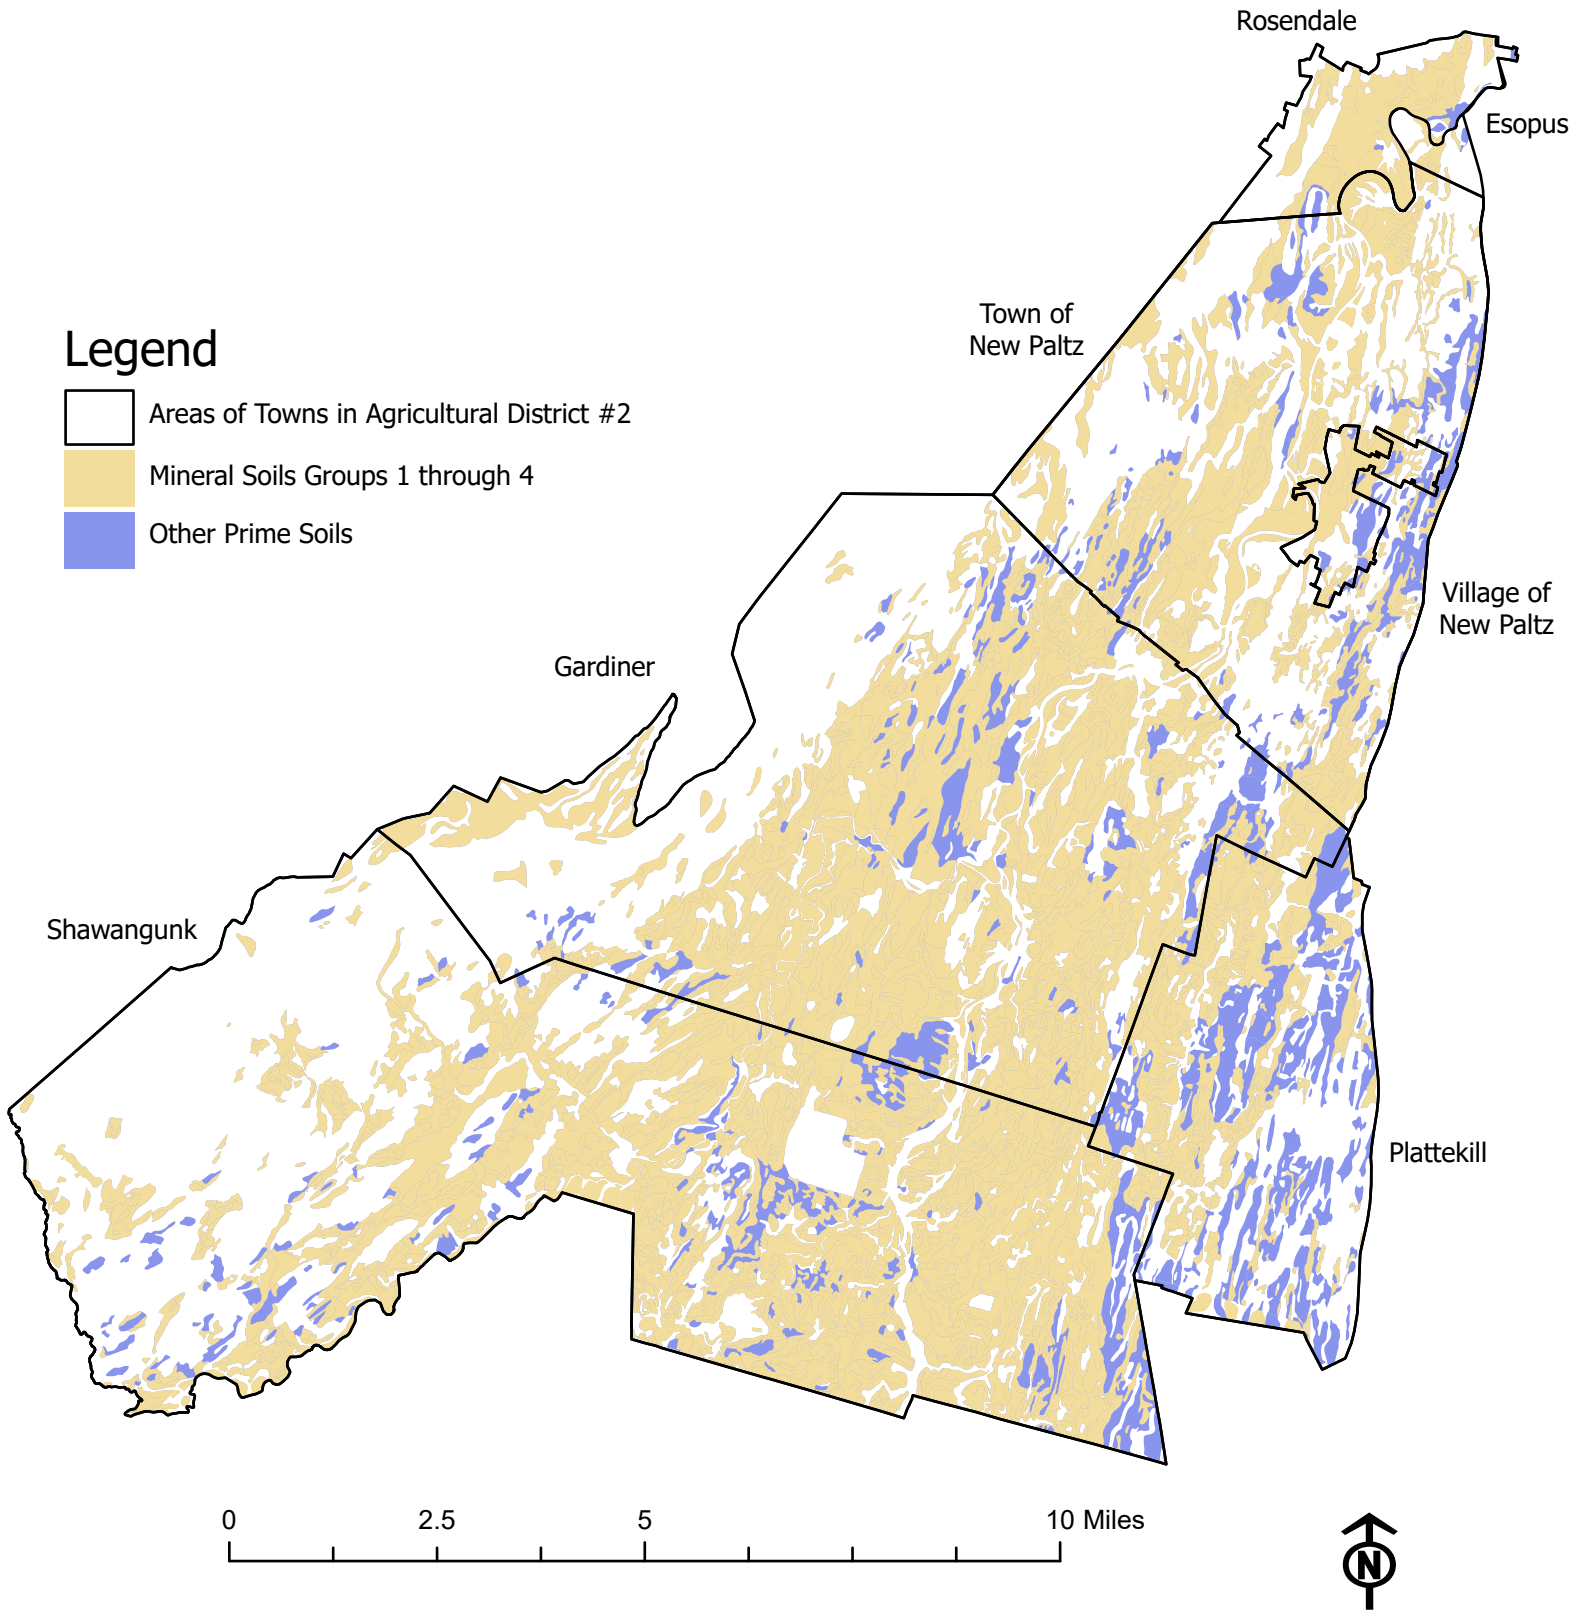 Rosendale
Esopus
Town of
New Paltz
Legend
Areas of Towns in Agricultural District #2
Mineral Soils Groups 1 through 4
Other Prime Soils
Village of
New Paltz
Gardiner
Shawangunk
Plattekill
0 2.5 5 10 Miles
N